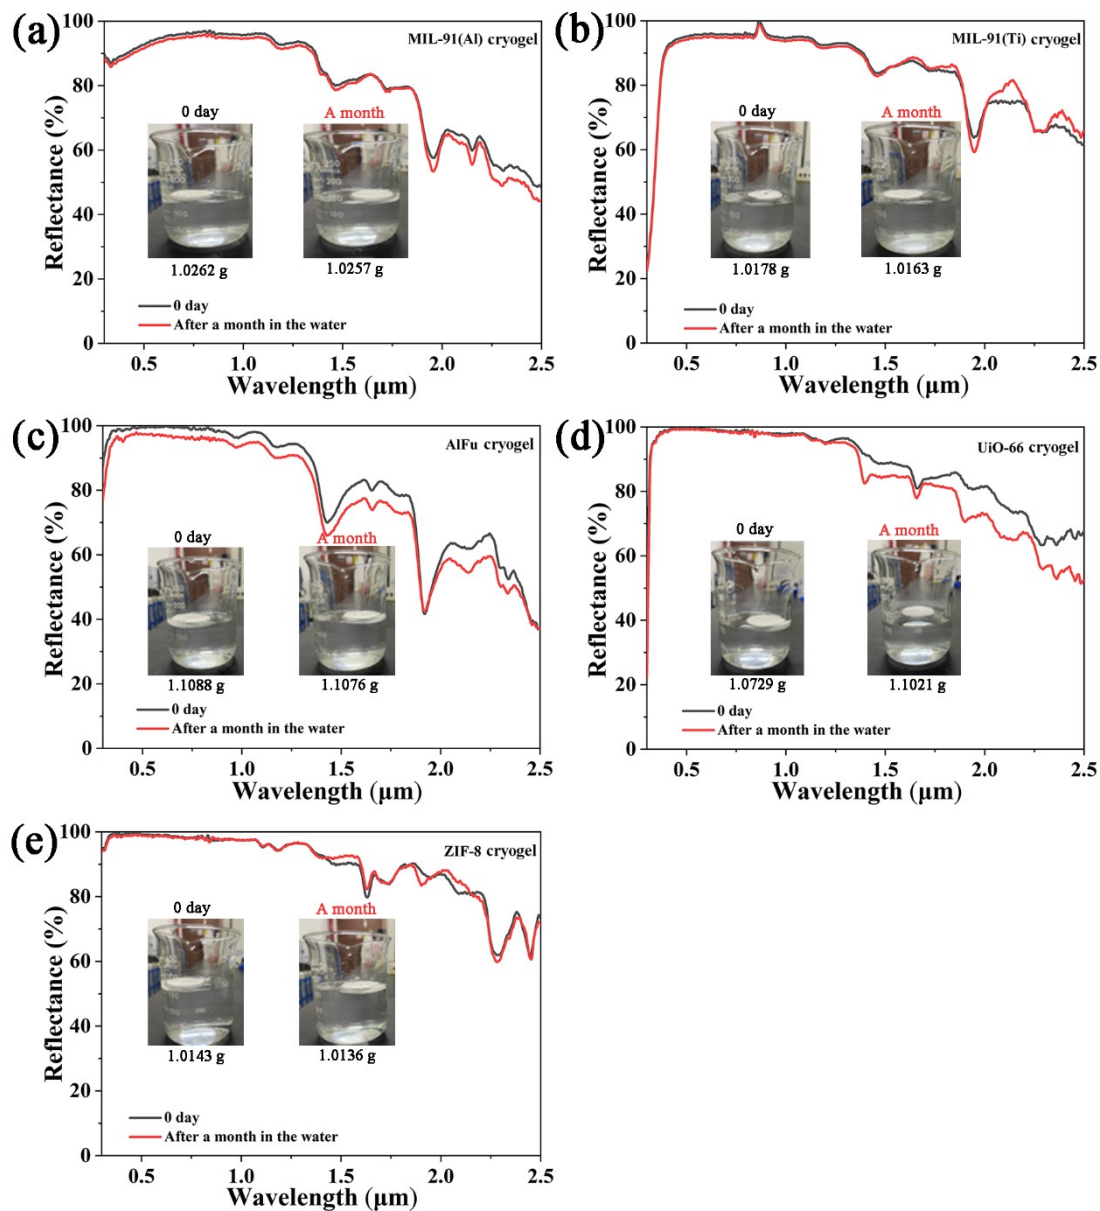 (a)
MIL-91(Al) cryogel
Reflectance (%)
100
80
60
40
20
0
0 day
A month
1.0262 g
1.0257 g
0 day
After a month in the water
0.5 1.0 1.5 2.0 2.5
Wavelength (μm)
(b)
MIL-91(Ti) cryogel
Reflectance (%)
100
80
60
40
20
0
0 day
A month
1.0178 g
1.0163 g
0 day
After a month in the water
0.5 1.0 1.5 2.0 2.5
Wavelength (μm)
(c)
AlFu cryogel
Reflectance (%)
100
80
60
40
20
0
0 day
A month
1.1088 g
1.1076 g
0 day
After a month in the water
0.5 1.0 1.5 2.0 2.5
Wavelength (μm)
(d)
UiO-66 cryogel
Reflectance (%)
100
80
60
40
20
0
0 day
A month
1.0729 g
1.1021 g
0 day
After a month in the water
0.5 1.0 1.5 2.0 2.5
Wavelength (μm)
(e)
ZIF-8 cryogel
Reflectance (%)
100
80
60
40
20
0
0 day
A month
1.0143 g
1.0136 g
0 day
After a month in the water
0.5 1.0 1.5 2.0 2.5
Wavelength (μm)